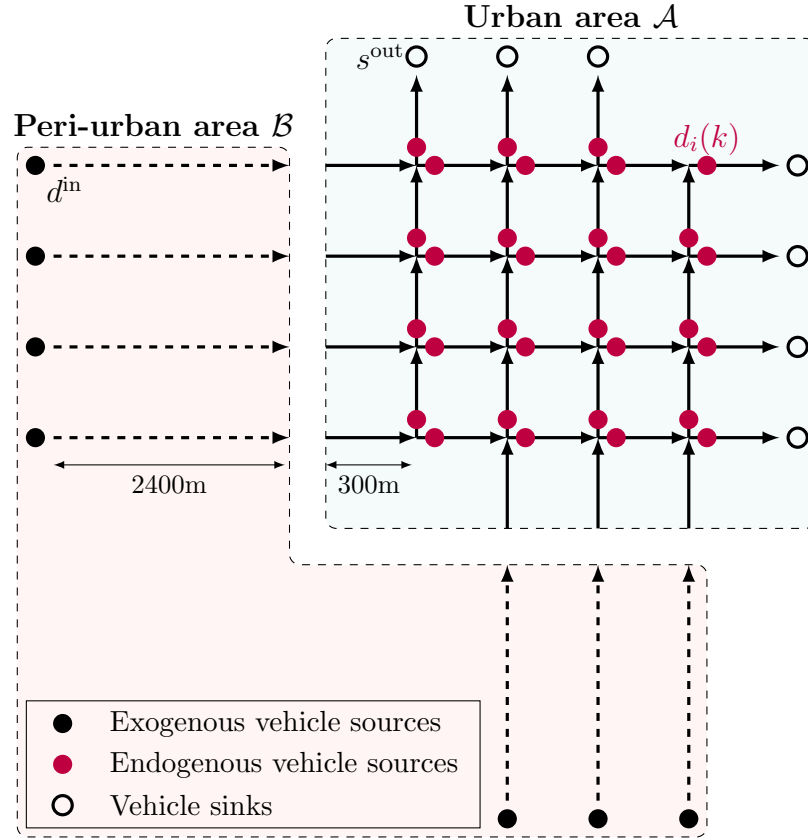 Urban area 𝒜
s^out
Peri-urban area ℬ
d_i(k)
d^in
2400m
300m
Exogenous vehicle sources
Endogenous vehicle sources
Vehicle sinks